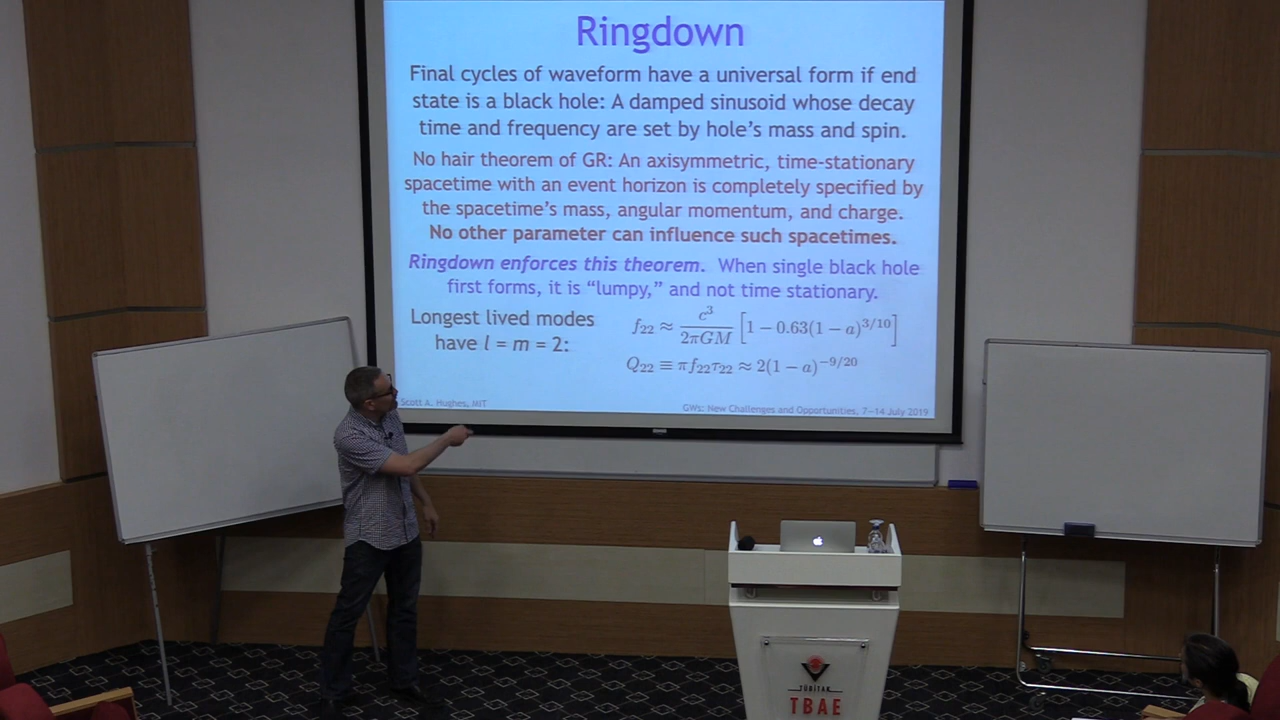 Ringdown
Final cycles of waveform have a universal form if end
state is a black hole: A damped sinusoid whose decay
time and frequency are set by hole's mass and spin.
No hair theorem of GR: An axisymmetric, time-stationary
spacetime with an event horizon is completely specified by
the spacetime's mass, angular momentum, and charge.
No other parameter can influence such spacetimes.
Ringdown enforces this theorem. When single black hole
first forms, it is “lumpy,” and not time stationary.
Longest lived modes
have l = m = 2:
f₂₂ ≈ c³/2πGM [1 − 0.63(1 − a)^3/10]
Q₂₂ ≡ πf₂₂τ₂₂ ≈ 2(1 − a)^−9/20
Scott A. Hughes, MIT
GWs: New Challenges and Opportunities, 7–14 July 2019
TÜBİTAK
TBAE